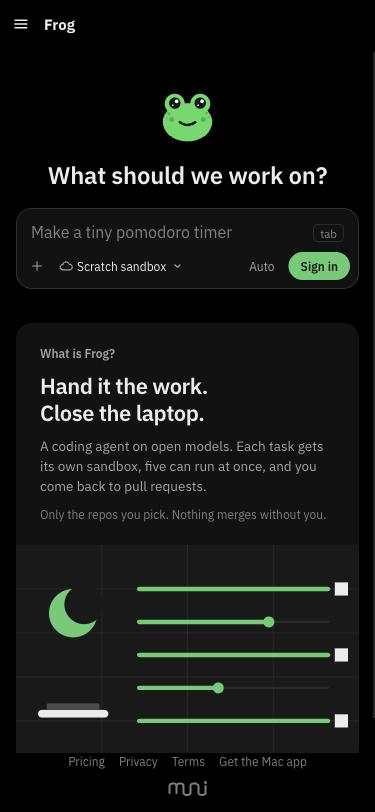 Frog
What should we work on?
Make a tiny pomodoro timer
tab
Scratch sandbox
Auto
Sign in
What is Frog?
Hand it the work.
Close the laptop.
A coding agent on open models. Each task gets
its own sandbox, five can run at once, and you
come back to pull requests.
Only the repos you pick. Nothing merges without you.
Pricing Privacy Terms Get the Mac app